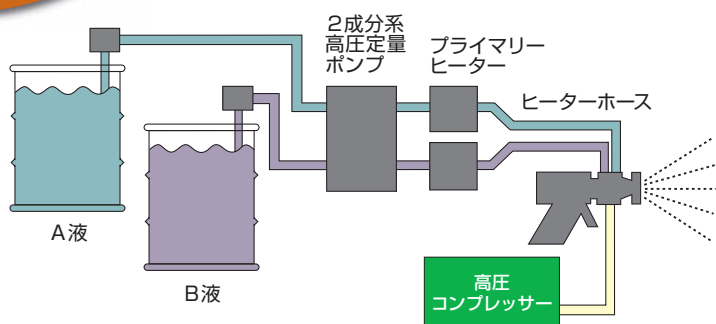 2成分系
高圧定量
ポンプ
プライマリー
ヒーター
ヒーターホース
A液
B液
高圧
コンプレッサー